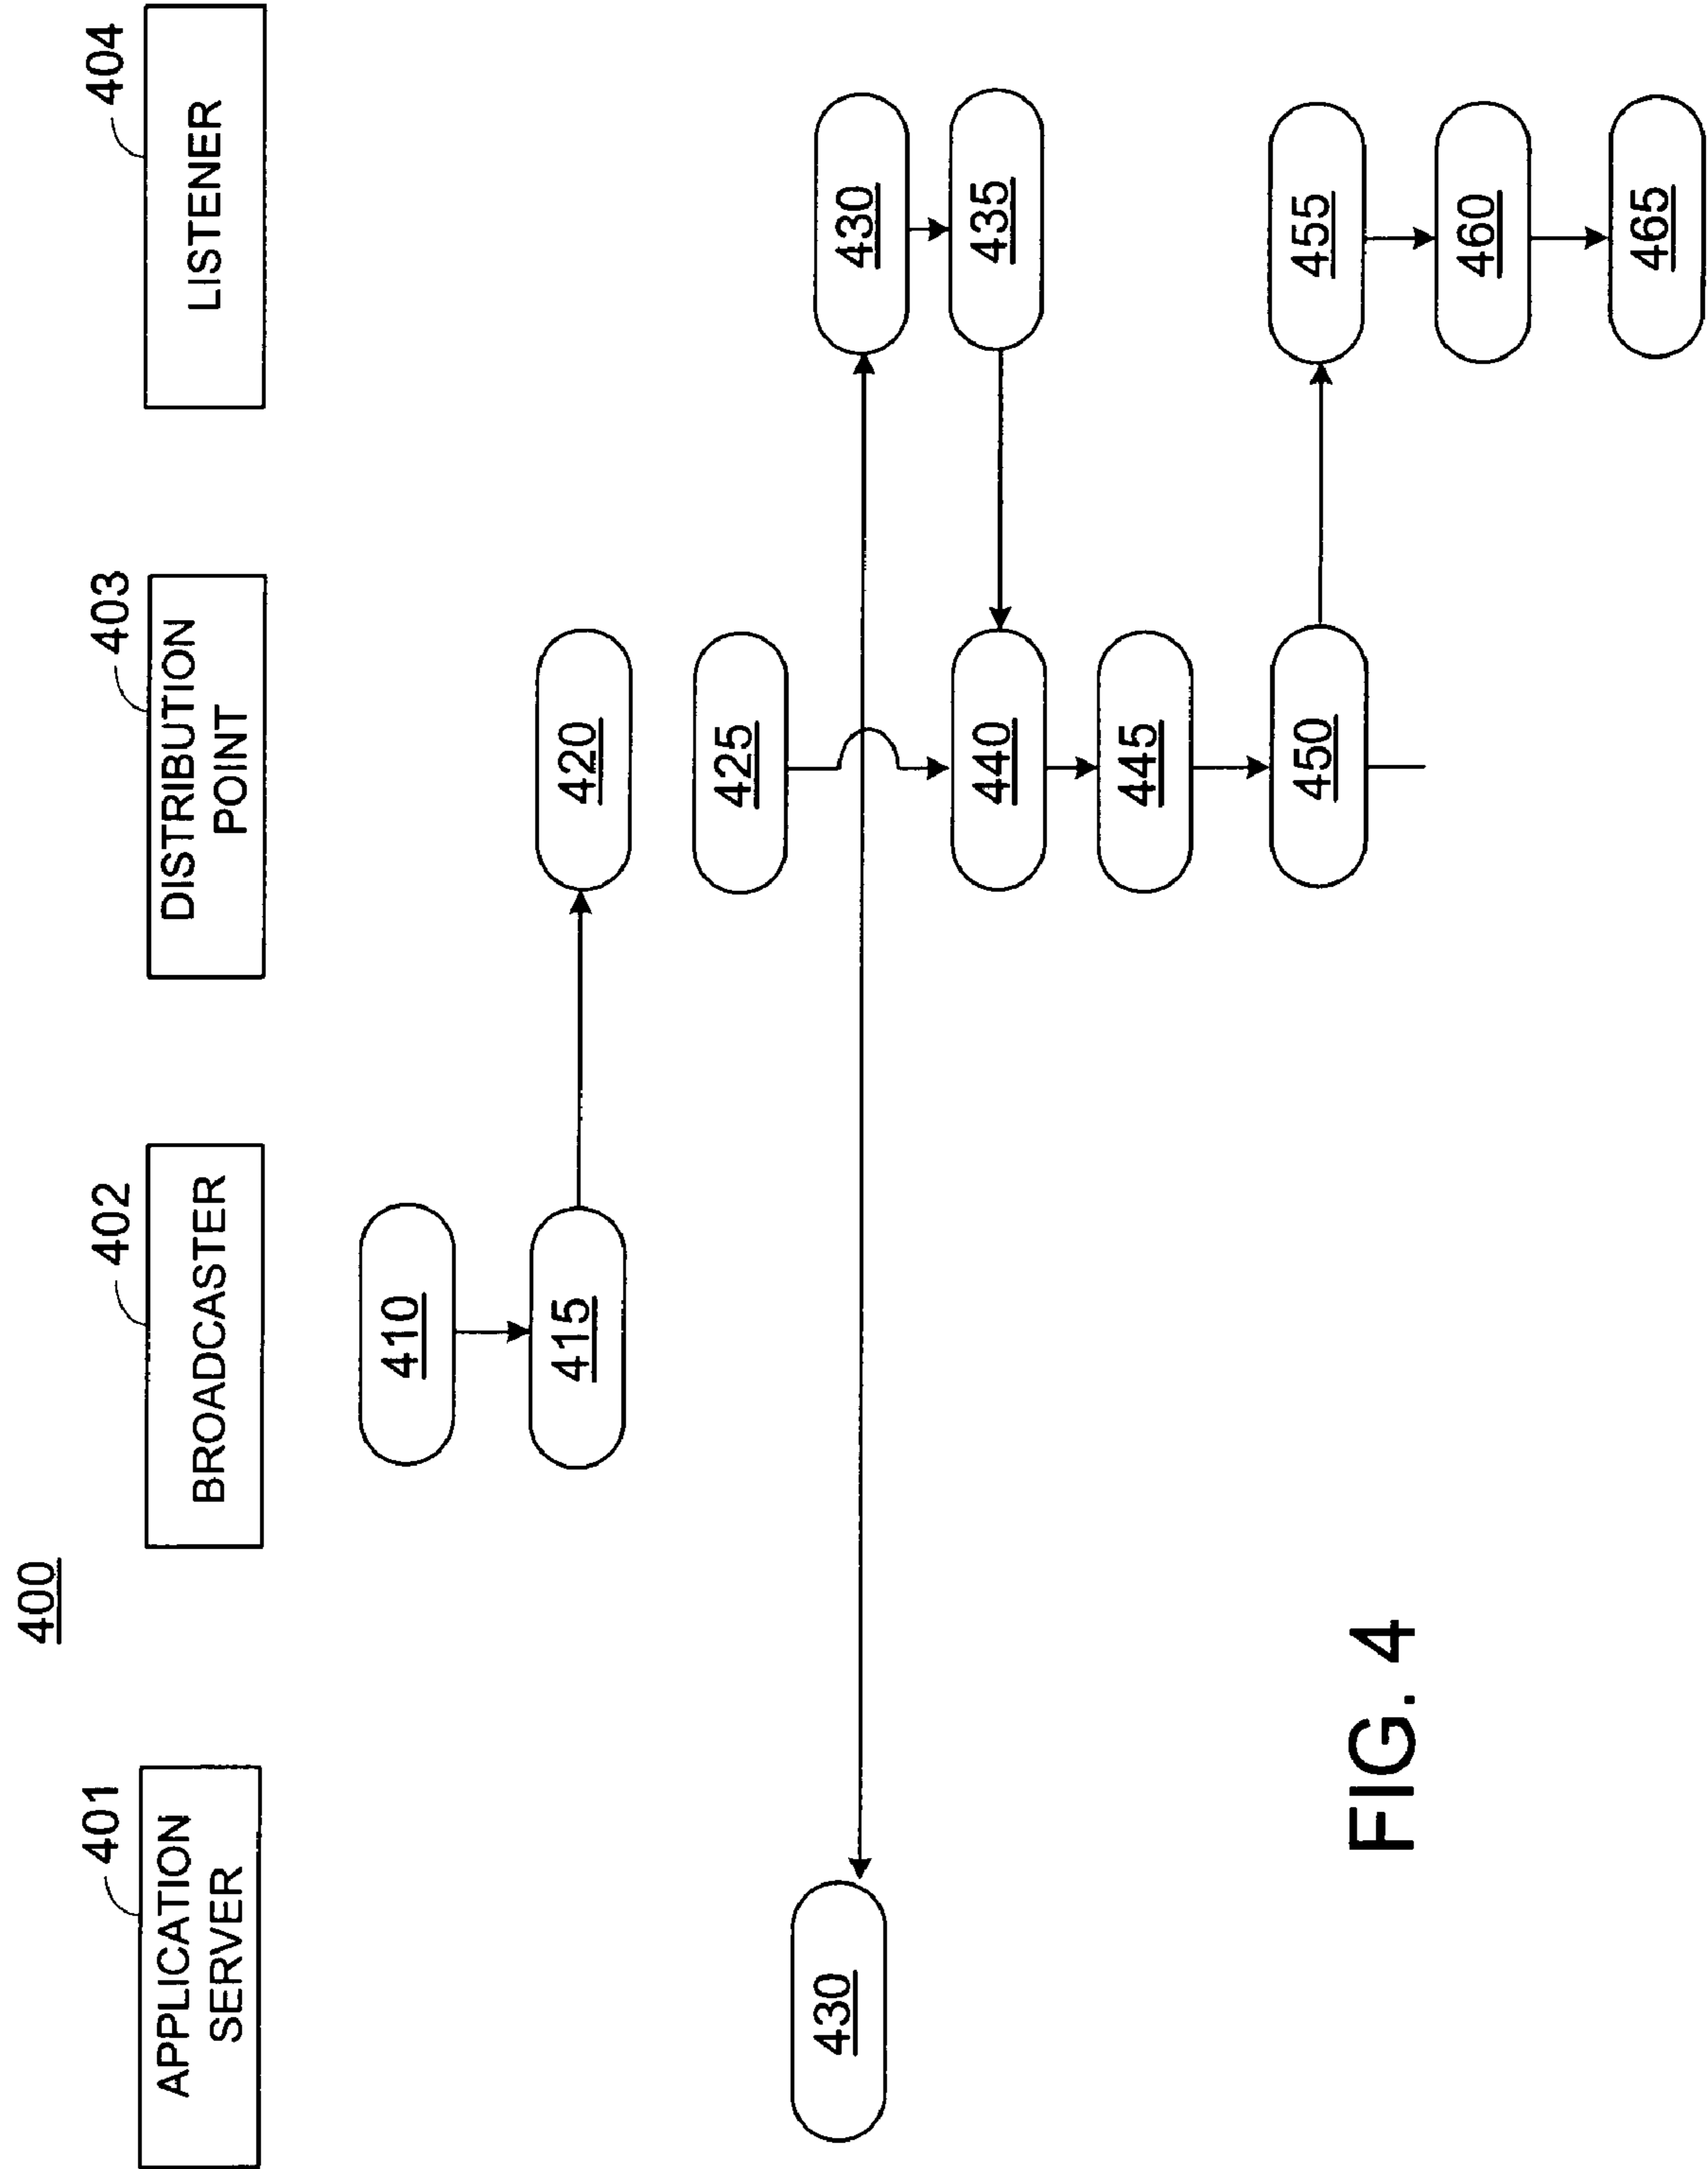 400
401
402
403
404
APPLICATION
SERVER
BROADCASTER
DISTRIBUTION
POINT
LISTENER
410
415
420
425
430
430
435
440
445
450
455
460
465
FIG. 4